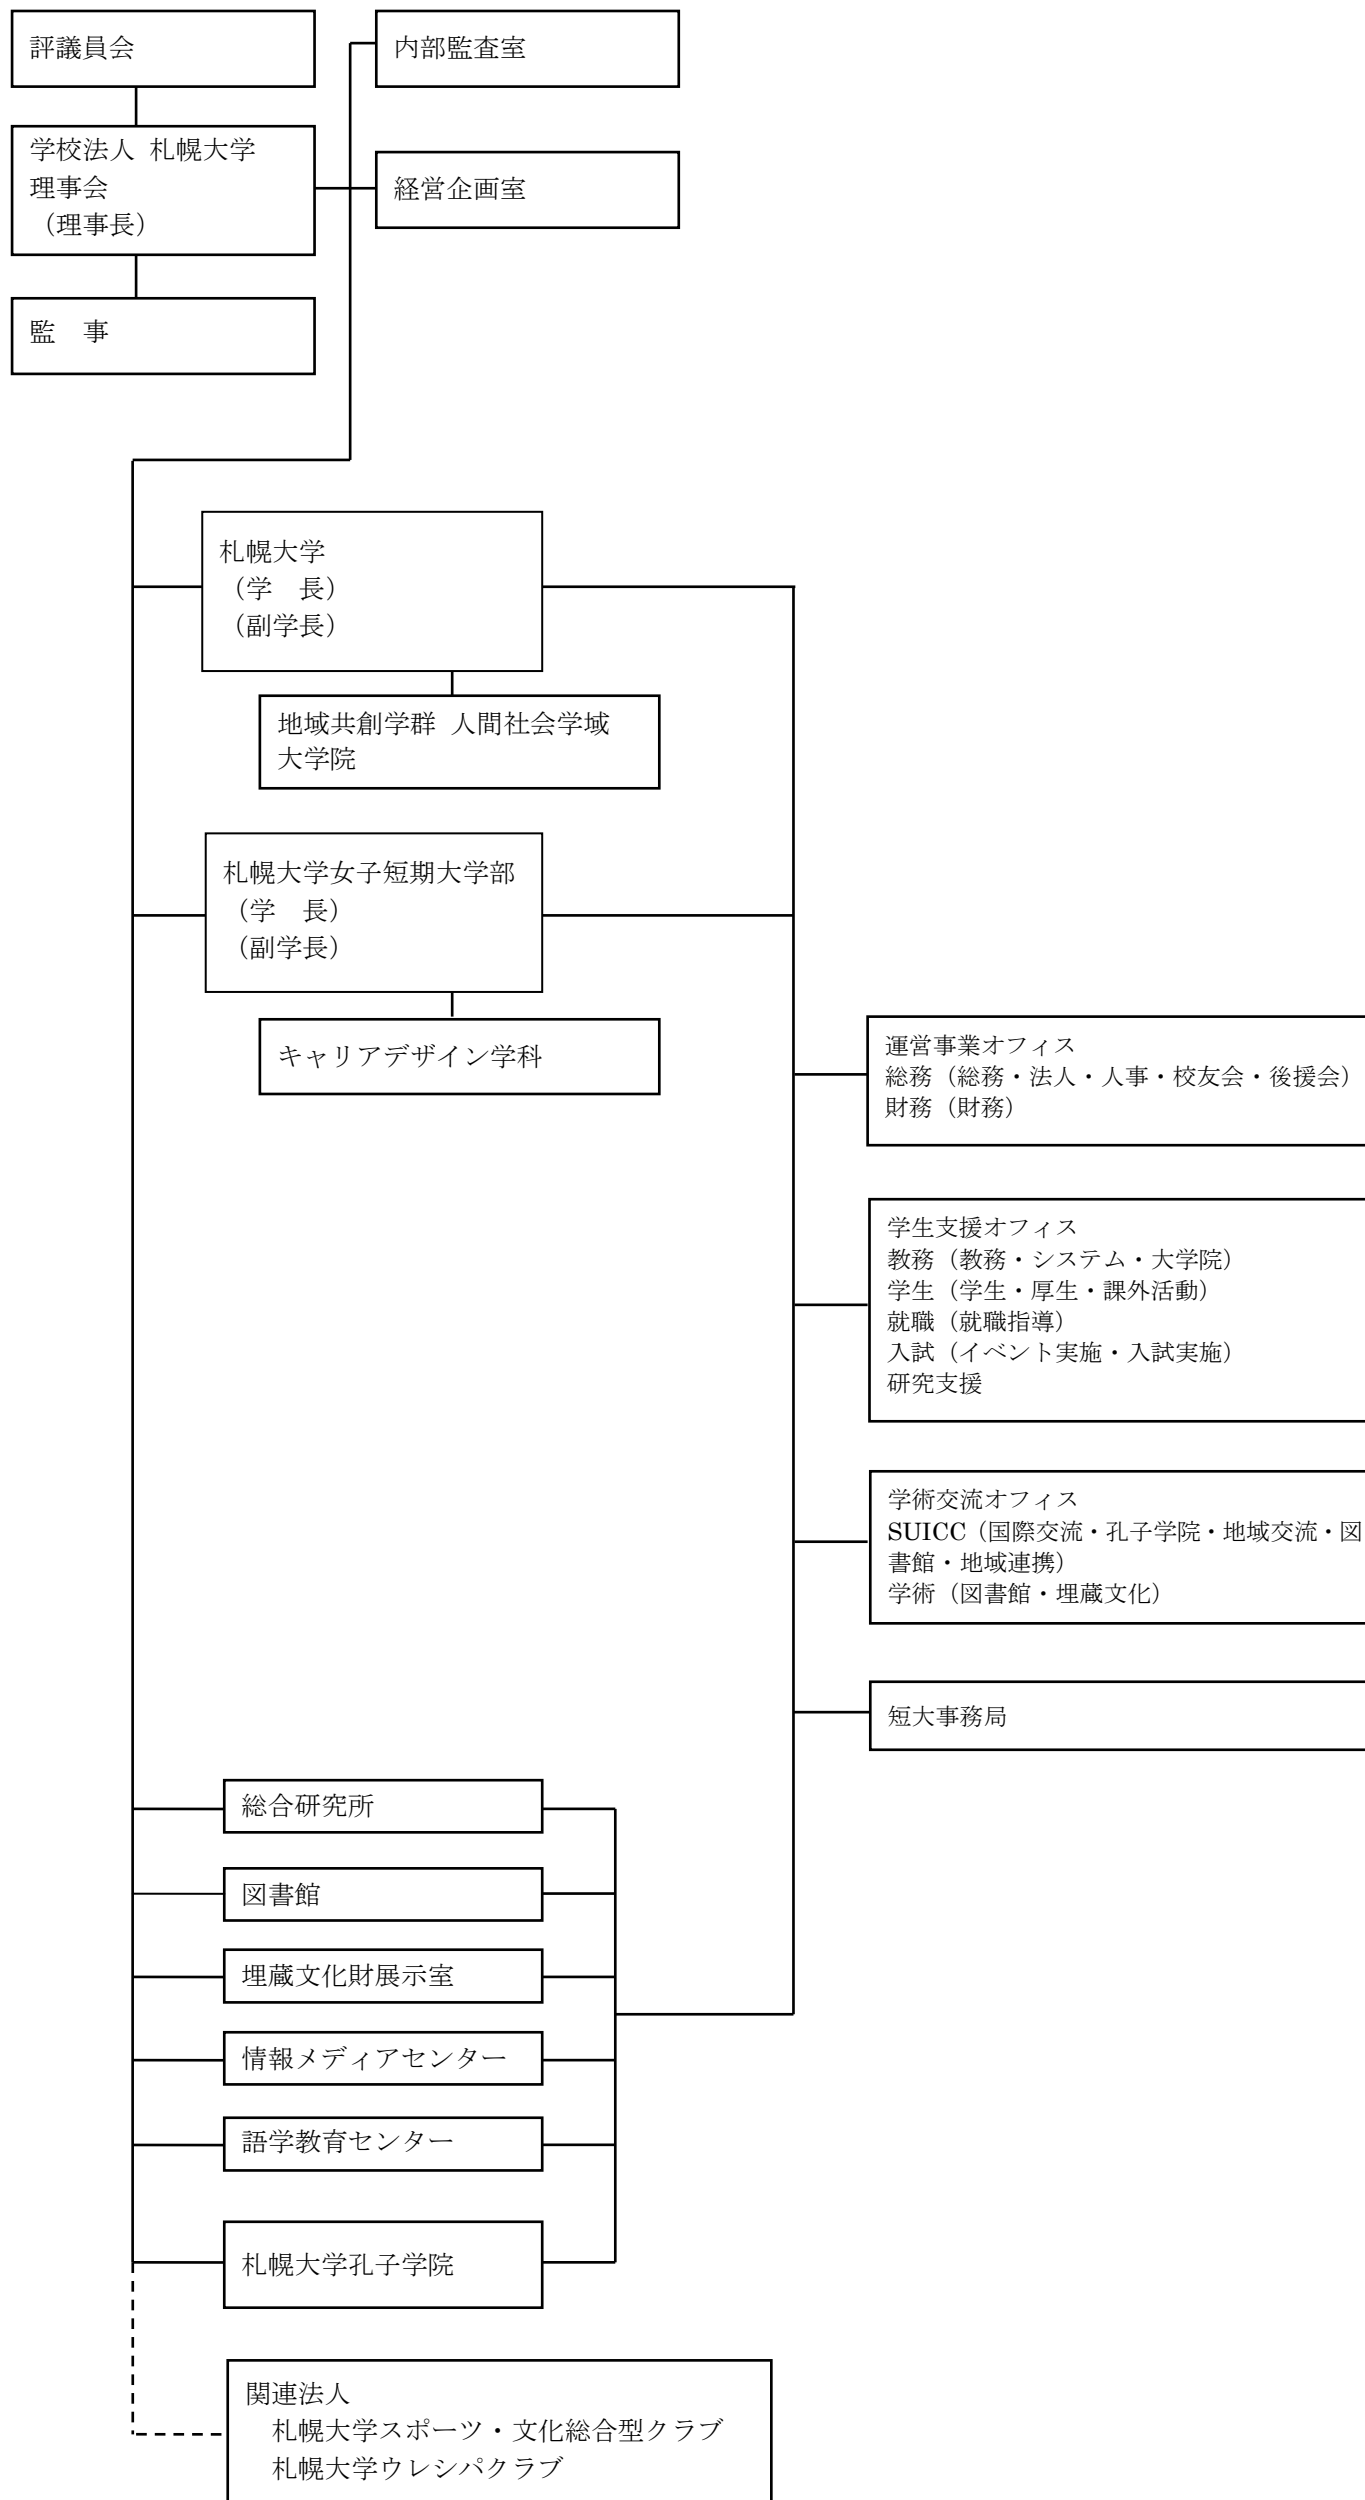 評議員会
内部監査室
学校法人 札幌大学
理事会
（理事長）
経営企画室
監　事
札幌大学
（学　長）
（副学長）
地域共創学群 人間社会学域
大学院
札幌大学女子短期大学部
（学　長）
（副学長）
キャリアデザイン学科
運営事業オフィス
総務（総務・法人・人事・校友会・後援会）
財務（財務）
学生支援オフィス
教務（教務・システム・大学院）
学生（学生・厚生・課外活動）
就職（就職指導）
入試（イベント実施・入試実施）
研究支援
学術交流オフィス
SUICC（国際交流・孔子学院・地域交流・図
書館・地域連携）
学術（図書館・埋蔵文化）
短大事務局
総合研究所
図書館
埋蔵文化財展示室
情報メディアセンター
語学教育センター
札幌大学孔子学院
関連法人
札幌大学スポーツ・文化総合型クラブ
札幌大学ウレシパクラブ